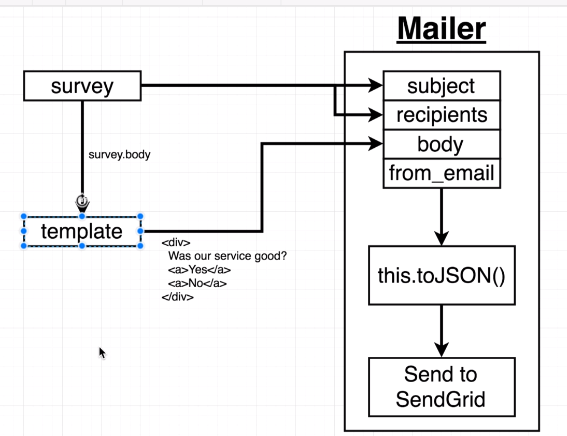 Mailer
survey
subject
recipients
body
from_email
survey.body
template
<div>
Was our service good?
<a>Yes</a>
<a>No</a>
</div>
this.toJSON()
Send to
SendGrid